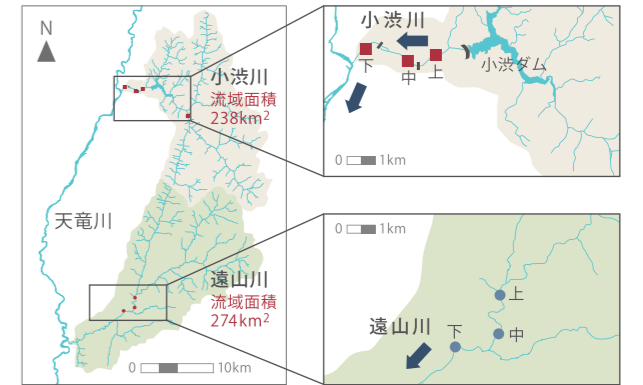 N
小渋川
流域面積
238km²
天竜川
遠山川
流域面積
274km²
0 10km
小渋川
下
中
上
小渋ダム
0 1km
0 1km
上
中
下
遠山川